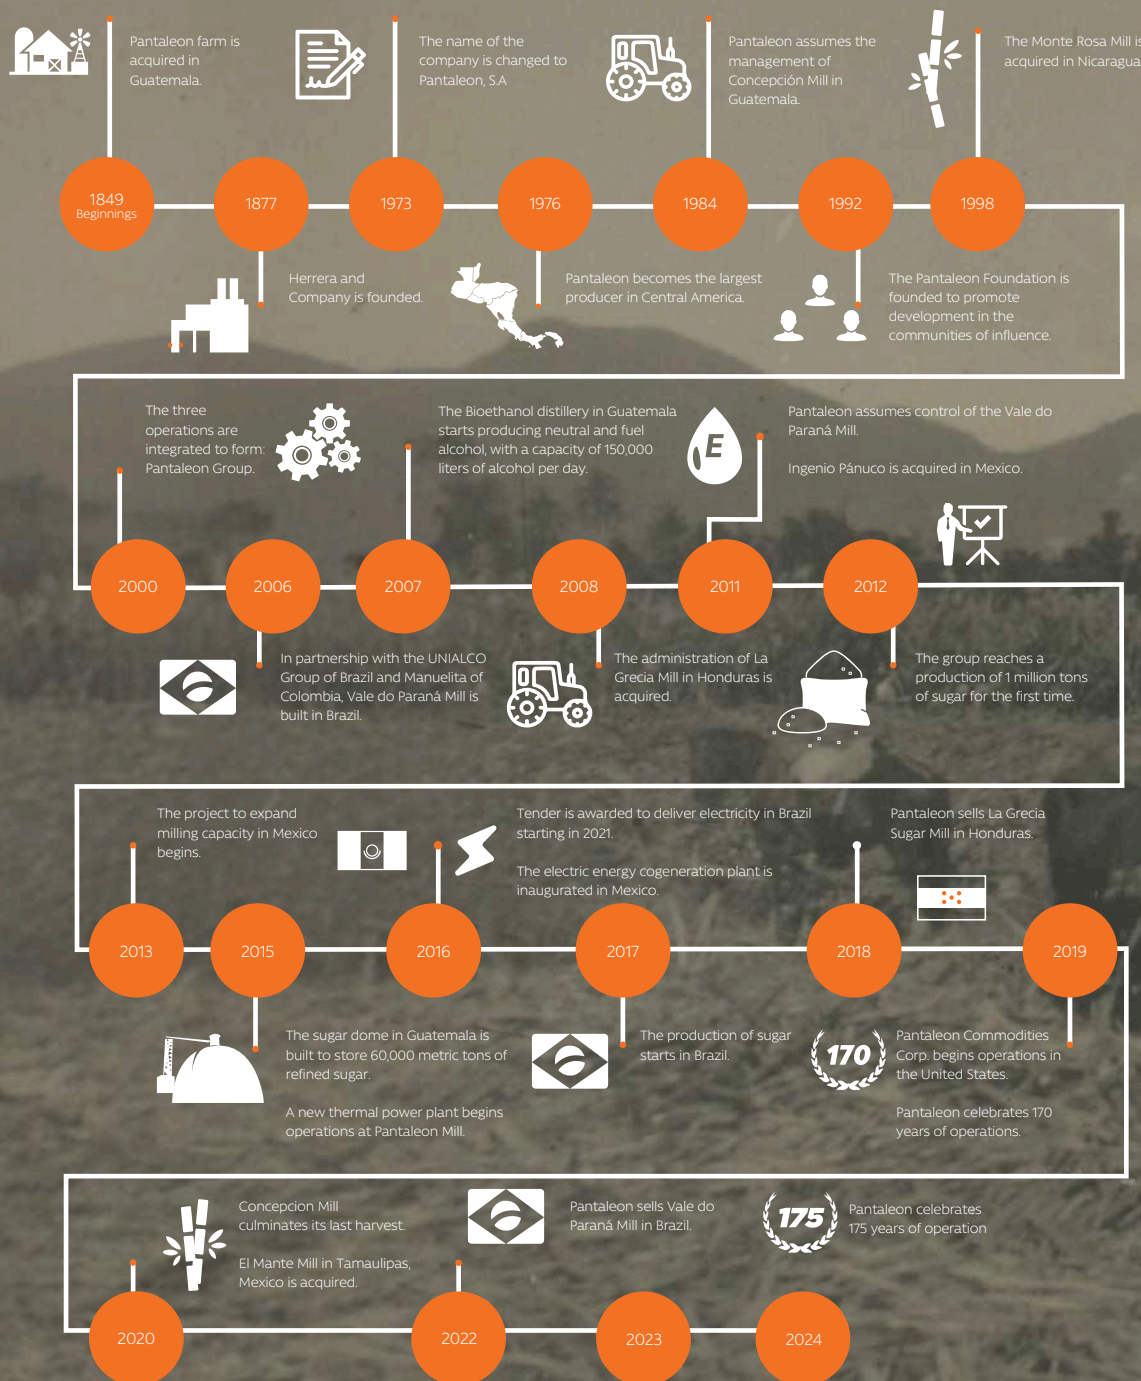 Pantaleon farm is
acquired in
Guatemala.
The name of the
company is changed to
Pantaleon, S.A
Pantaleon assumes the
management of
Concepción Mill in
Guatemala.
The Monte Rosa Mill is
acquired in Nicaragua
1849
Beginnings
1877
1973
1976
1984
1992
1998
Herrera and
Company is founded.
Pantaleon becomes the largest
producer in Central America.
The Pantaleon Foundation is
founded to promote
development in the
communities of influence.
The three
operations are
integrated to form:
Pantaleon Group.
The Bioethanol distillery in Guatemala
starts producing neutral and fuel
alcohol, with a capacity of 150,000
liters of alcohol per day.
E
Pantaleon assumes control of the Vale do
Paraná Mill.
Ingenio Pánuco is acquired in Mexico.
2000
2006
2007
2008
2011
2012
In partnership with the UNIALCO
Group of Brazil and Manuelita of
Colombia, Vale do Paraná Mill is
built in Brazil.
The administration of La
Grecia Mill in Honduras is
acquired.
The group reaches a
production of 1 million tons
of sugar for the first time.
The project to expand
milling capacity in Mexico
begins.
Tender is awarded to deliver electricity in Brazil
starting in 2021.
The electric energy cogeneration plant is
inaugurated in Mexico.
Pantaleon sells La Grecia
Sugar Mill in Honduras.
2013
2015
2016
2017
2018
2019
The sugar dome in Guatemala is
built to store 60,000 metric tons of
refined sugar.
A new thermal power plant begins
operations at Pantaleon Mill.
The production of sugar
starts in Brazil.
170
Pantaleon Commodities
Corp. begins operations in
the United States.
Pantaleon celebrates 170
years of operations.
Concepcion Mill
culminates its last harvest.
El Mante Mill in Tamaulipas,
Mexico is acquired.
Pantaleon sells Vale do
Paraná Mill in Brazil.
175
Pantaleon celebrates
175 years of operation
2020
2022
2023
2024